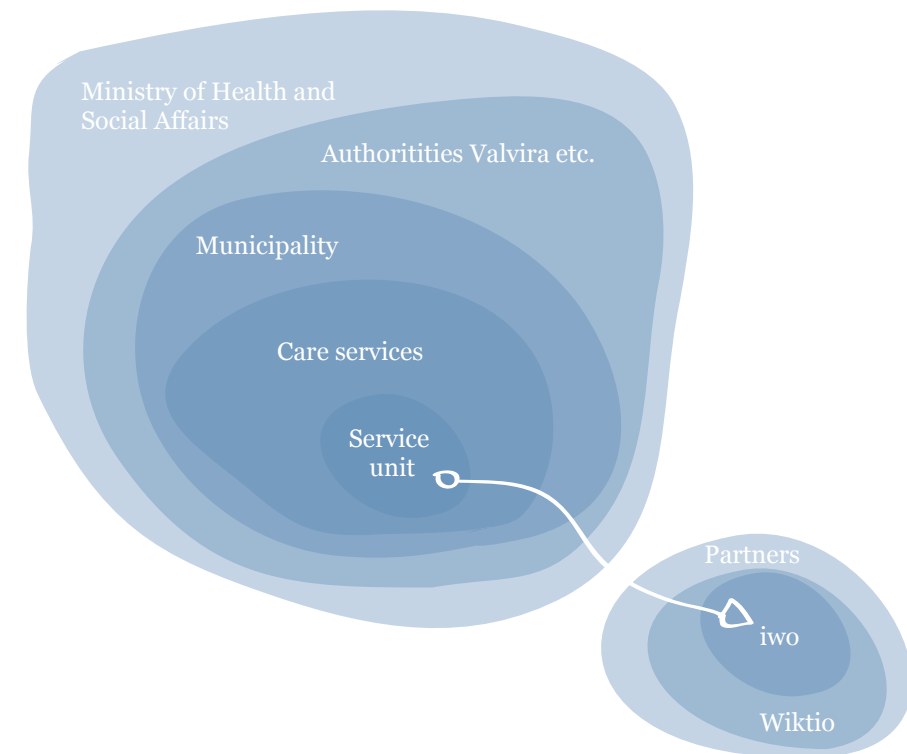 Ministry of Health and
Social Affairs
Authoritities Valvira etc.
Municipality
Care services
Service
unit
Partners
iwo
Wiktio